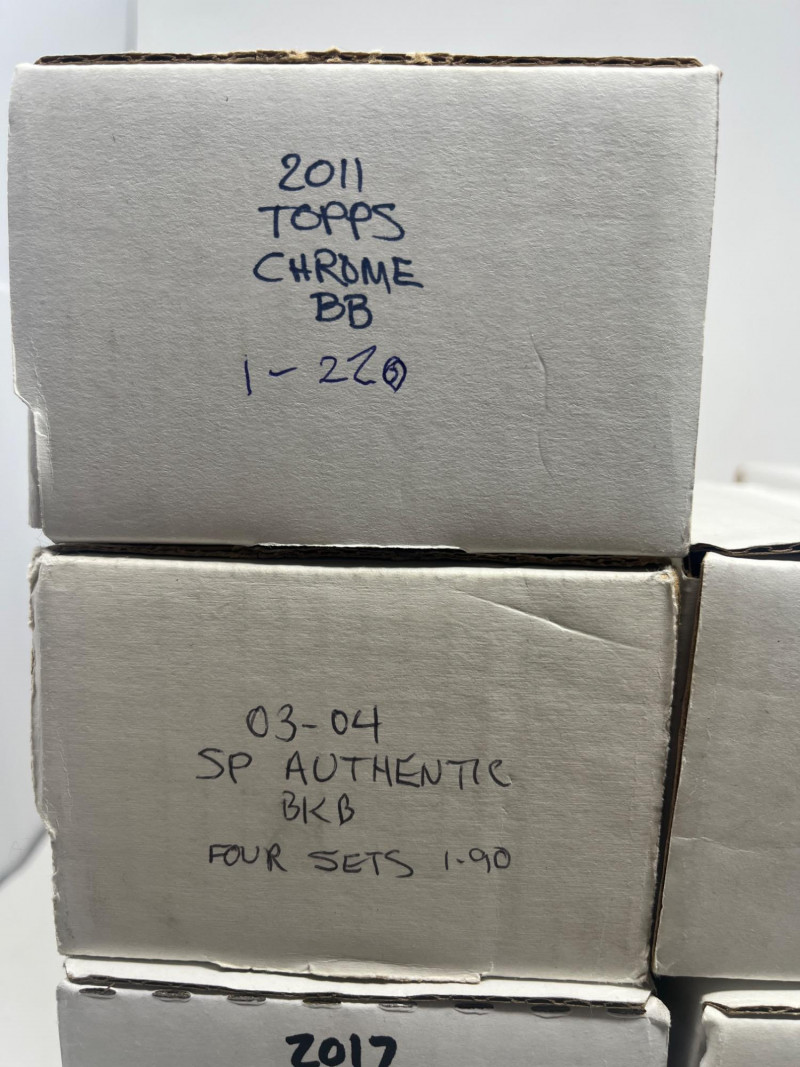 2011
TOPPS
CHROME
BB
1-220
03-04
SP AUTHENTIC
BKB
FOUR SETS 1-90
2017